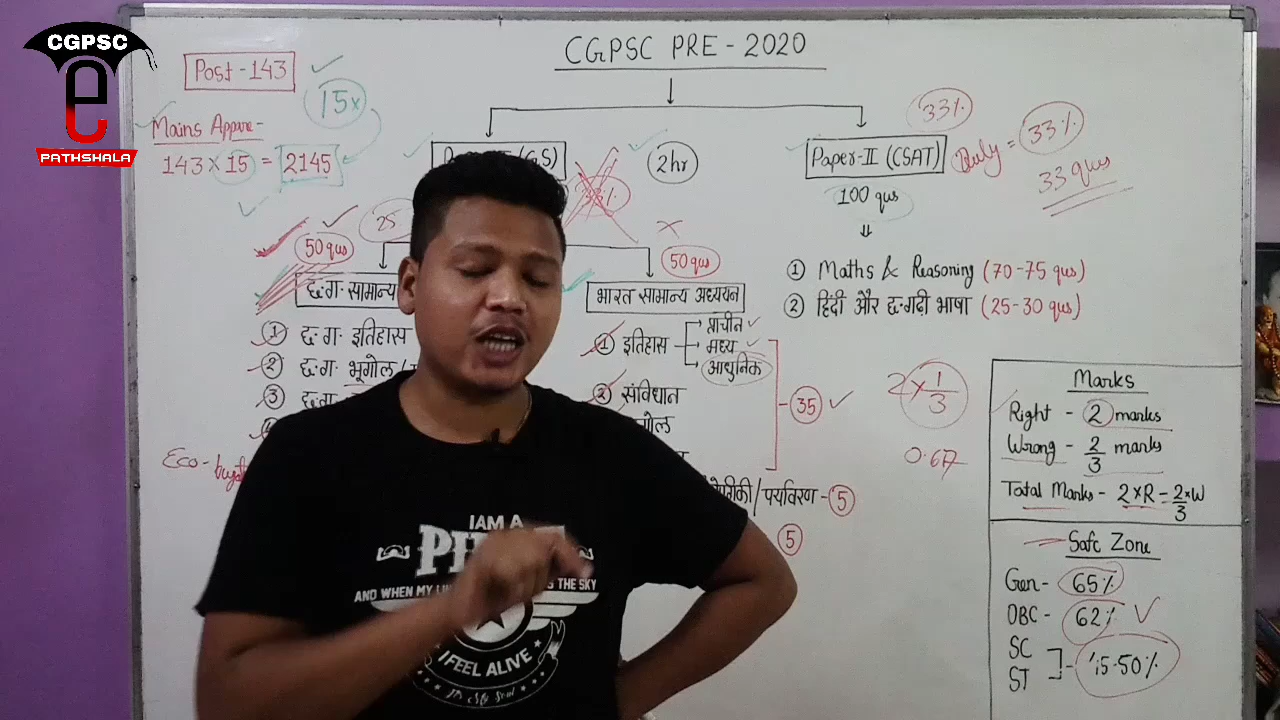 CGPSC
e
PATHSHALA
CGPSC PRE - 2020
Post - 143
15x
Mains Appare-
143 × 15 = 2145
(GS)
2hr
33%
Paper-II (CSAT)
= 33%
33 qus
100 qus
25
50 qus
50 qus
छ.ग. सामान्य
भारत सामान्य अध्ययन
① Maths & Reasoning (70-75 qus)
② हिंदी और छ.गढ़ी भाषा (25-30 qus)
① छ.ग. इतिहास
② छ.ग. भूगोल
③ छ.ग.
Eco-
① इतिहास
प्राचीन
मध्य
आधुनिक
② संविधान
35
/ पर्यावरण - ⑤
⑤
2 × 1/3
0.67
Marks
Right - 2 marks
Wrong - 2/3 marks
Total Marks - 2×R - 2/3×W
Safe Zone
Gen - 65%
OBC - 62%
SC
ST
50%
I AM A
AND WHEN MY
THE SKY
I FEEL ALIVE